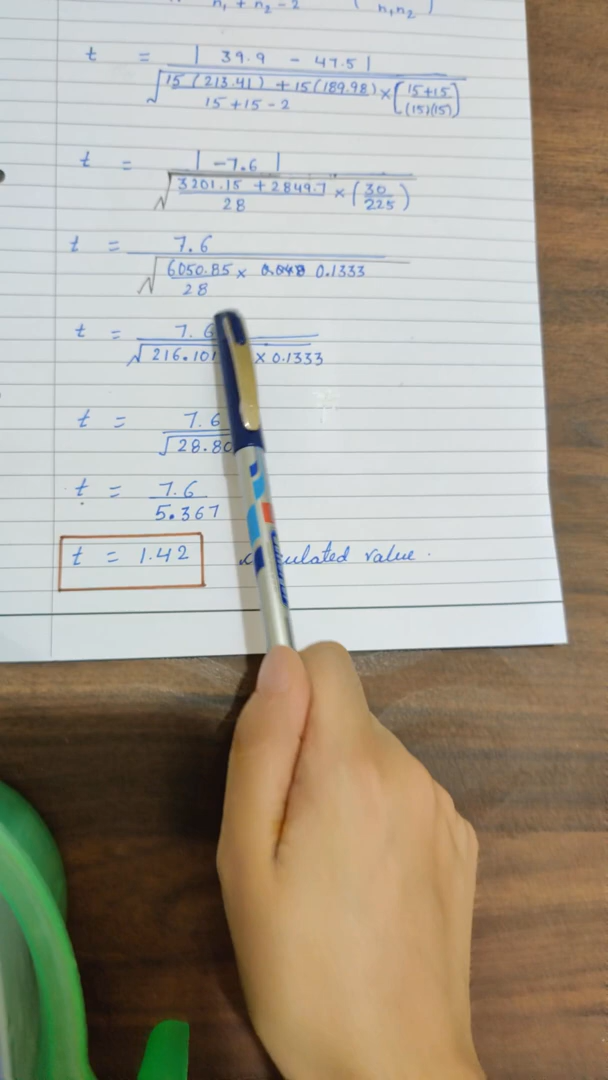 n₁ + n₂ - 2 n₁n₂
t = | 39.9 - 47.5 |
15 (213.41) + 15 (189.98) × [ 15+15
15 + 15 - 2 (15)(15) ]
t = | -7.6 |
√ 3201.15 + 2849.7 × ( 30
28 225 )
t = 7.6
√ 6050.85 × 0.1333
28
t = 7.6
√ 216.101 × 0.1333
t = 7.6
√ 28.80
t = 7.6
5.367
t = 1.42 value.